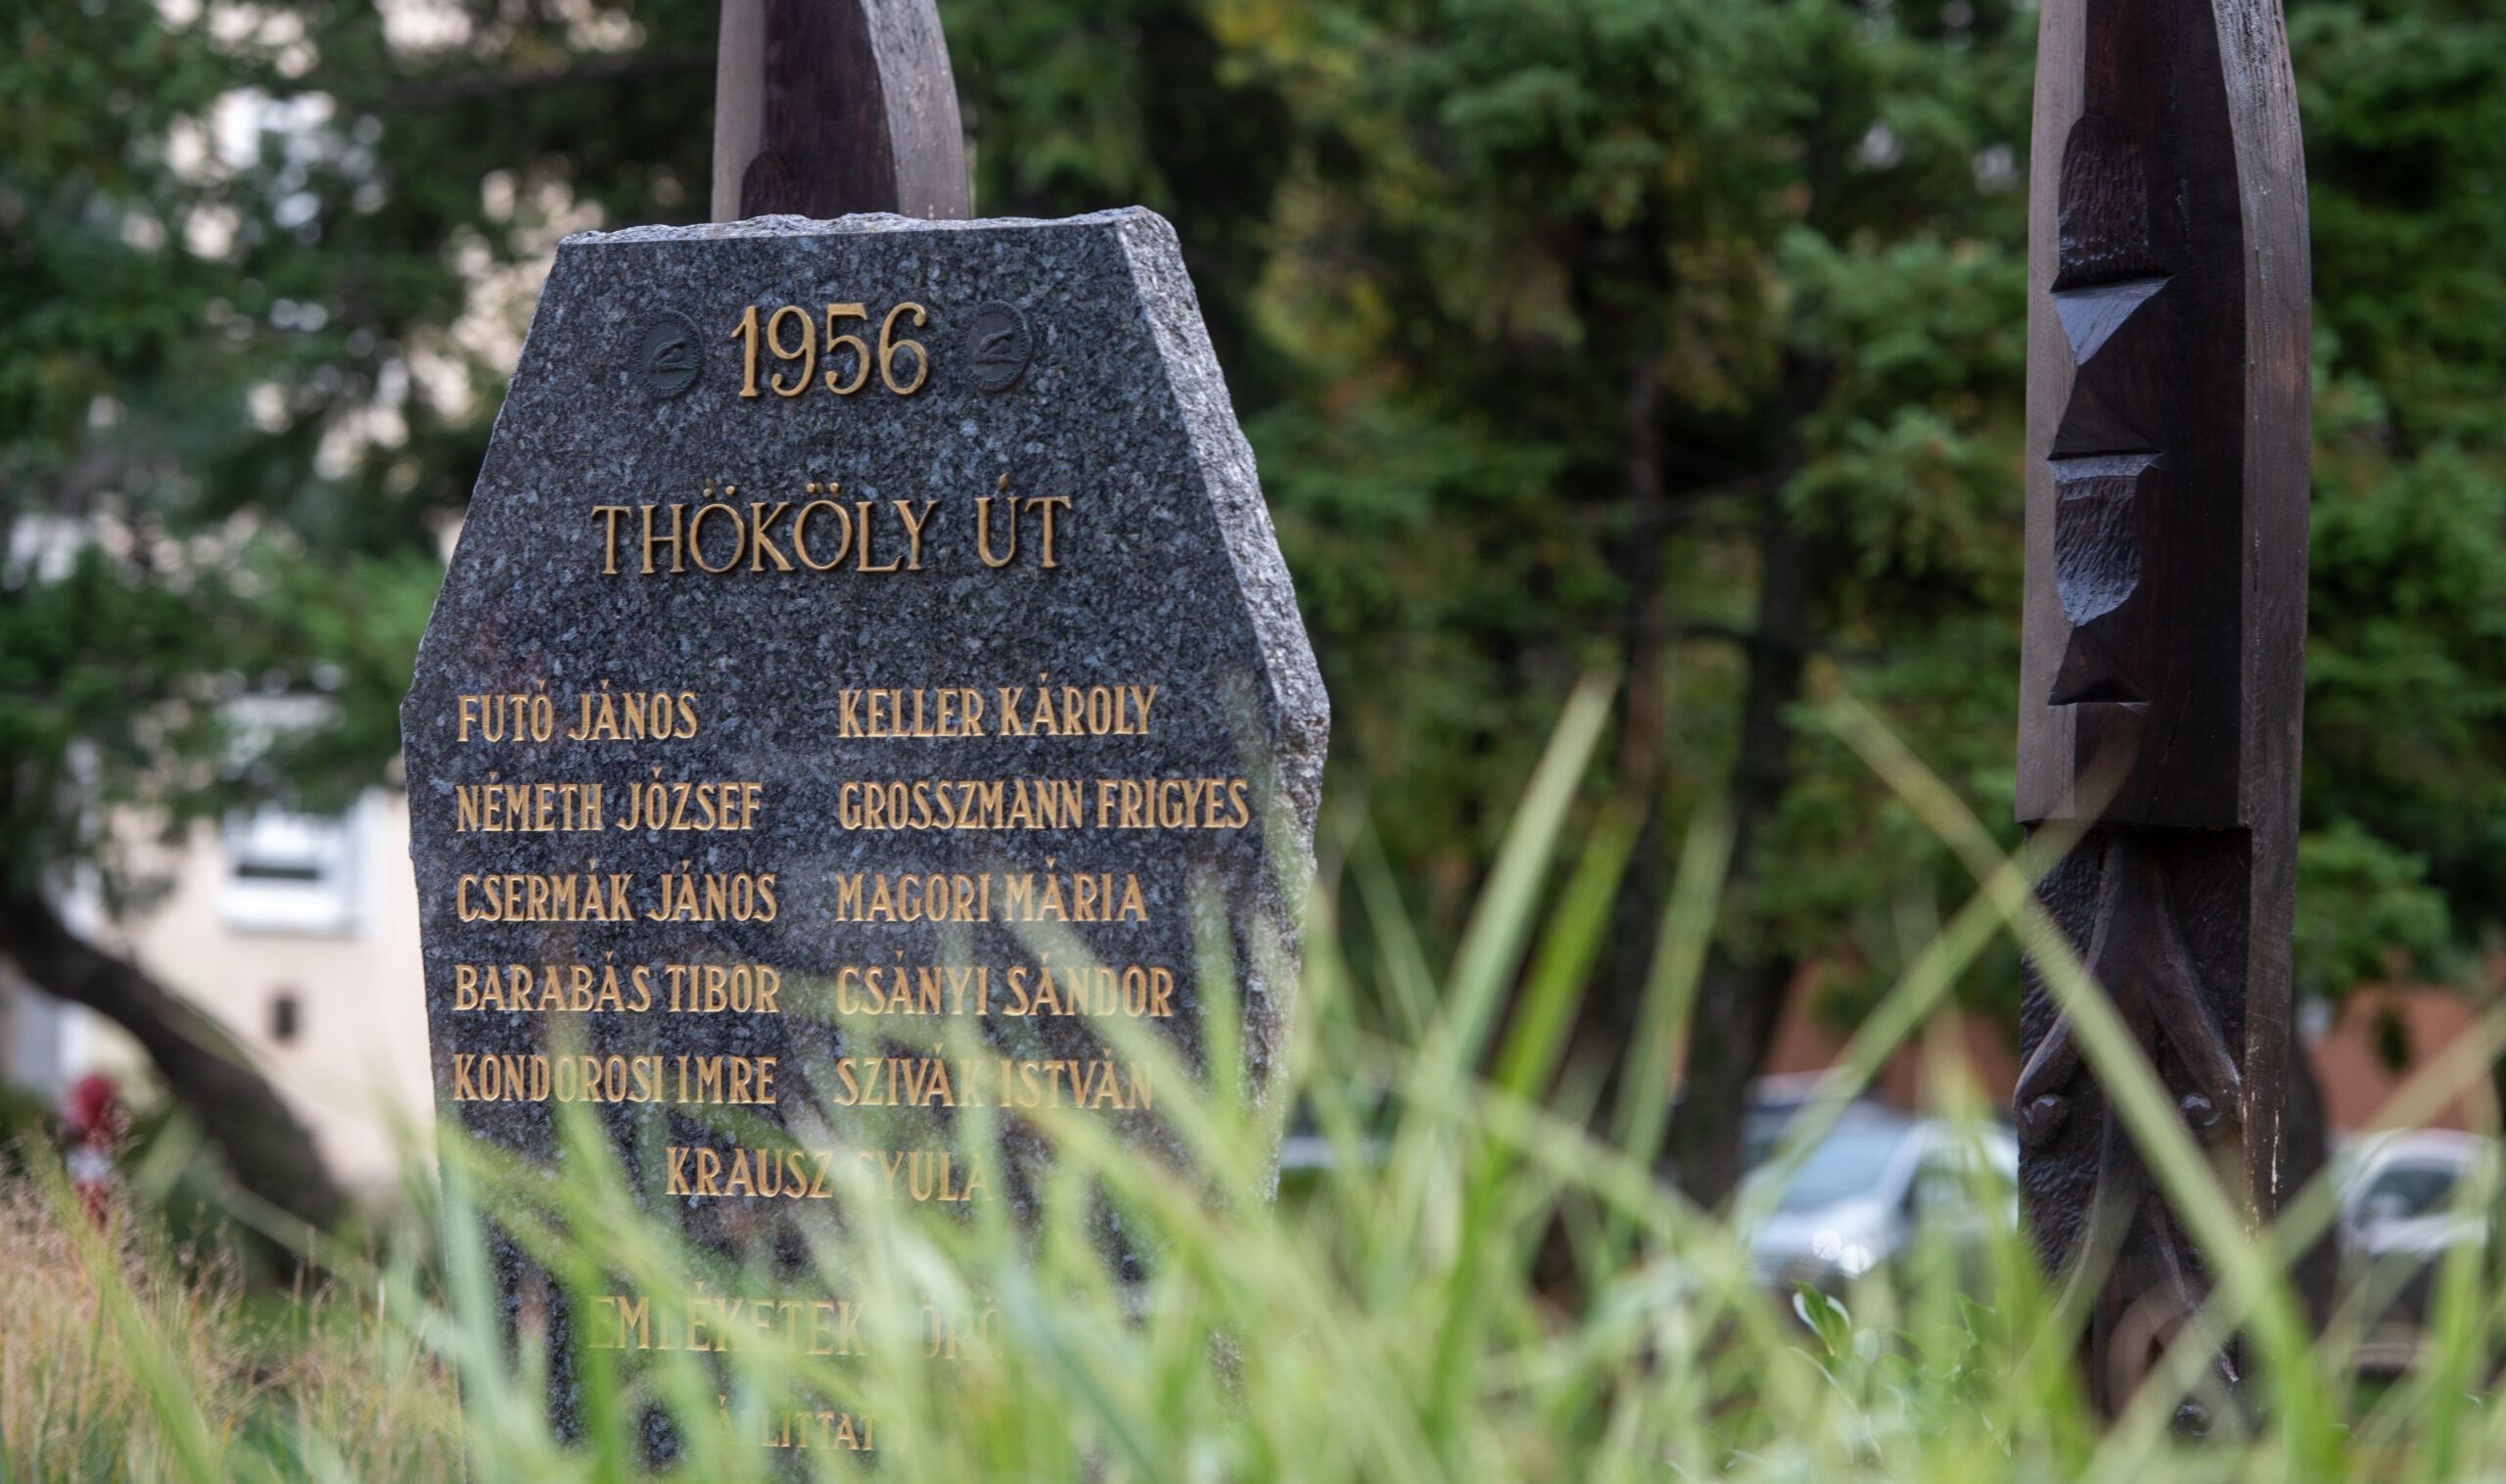 1956
THÖKÖLY ÚT
FUTÓ JÁNOS KELLER KÁROLY
NÉMETH JÓZSEF GROSSZMANN FRIGYES
CSERMÁK JÁNOS MAGORI MÁRIA
BARABÁS TIBOR CSÁNYI SÁNDOR
KONDOROSI IMRE SZIVÁK ISTVÁN
KRAUSZ GYULA
EMLÉKETEK